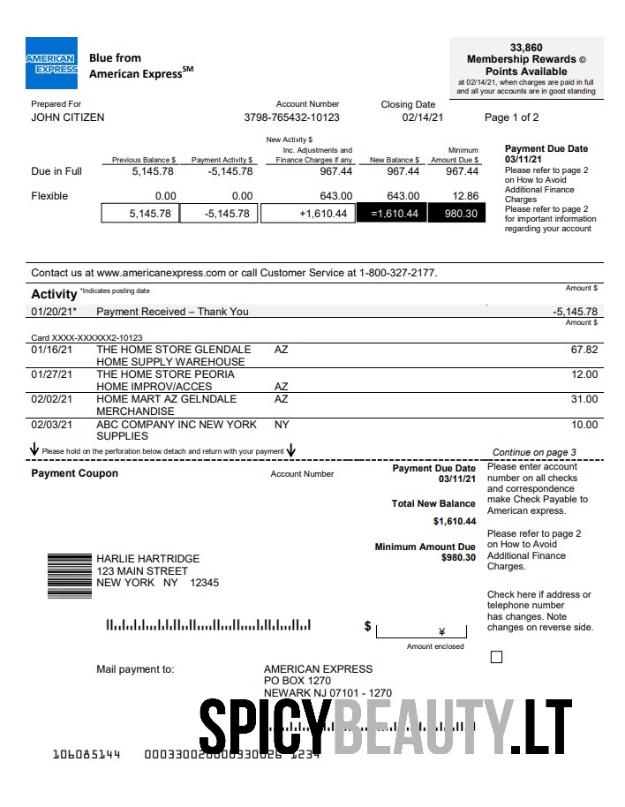 AMERICAN EXPRESS
Blue from
American Express℠
33,860
Membership Rewards ©
Points Available
at 02/14/21, when charges are paid in full
and all your accounts are in good standing
Prepared For Account Number Closing Date
JOHN CITIZEN 3798-765432-10123 02/14/21 Page 1 of 2
New Activity $
Inc. Adjustments and Minimum
Previous Balance $ Payment Activity $ Finance Charges if any New Balance $ Amount Due $
Due in Full 5,145.78 -5,145.78 967.44 967.44 967.44
Flexible 0.00 0.00 643.00 643.00 12.86
5,145.78 -5,145.78 +1,610.44 =1,610.44 980.30
Payment Due Date
03/11/21
Please refer to page 2
on How to Avoid
Additional Finance
Charges
Please refer to page 2
for important information
regarding your account
Contact us at www.americanexpress.com or call Customer Service at 1-800-327-2177.
Activity *Indicates posting date Amount $
01/20/21* Payment Received – Thank You -5,145.78
Amount $
Card XXXX-XXXXXX2-10123
01/16/21 THE HOME STORE GLENDALE AZ 67.82
HOME SUPPLY WAREHOUSE
01/27/21 THE HOME STORE PEORIA 12.00
HOME IMPROV/ACCES AZ
02/02/21 HOME MART AZ GELNDALE AZ 31.00
MERCHANDISE
02/03/21 ABC COMPANY INC NEW YORK NY 10.00
SUPPLIES
Please hold on the perforation below detach and return with your payment
Continue on page 3
Payment Coupon Account Number
Payment Due Date
03/11/21
Total New Balance
$1,610.44
Minimum Amount Due
$980.30
Please enter account
number on all checks
and correspondence
make Check Payable to
American express.
Please refer to page 2
on How to Avoid
Additional Finance
Charges.
HARLIE HARTRIDGE
123 MAIN STREET
NEW YORK NY 12345
Check here if address or
telephone number
has changes. Note
changes on reverse side.
$ ¥
Amount enclosed
Mail payment to: AMERICAN EXPRESS
PO BOX 1270
NEWARK NJ 07101 - 1270
SPICYBEAUTY.LT
106085144